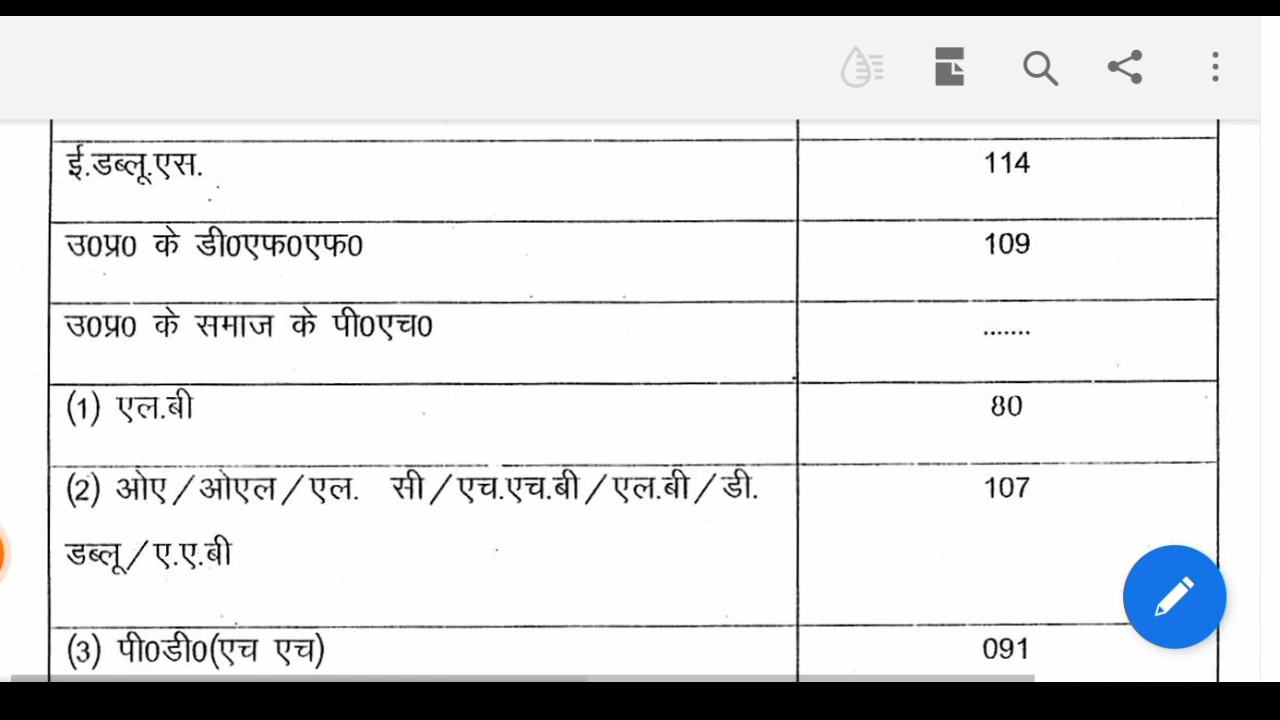 ई.डब्लू.एस. 114
उ0प्र0 के डी0एफ0एफ0 109
उ0प्र0 के समाज के पी0एच0 .......
(1) एल.बी 80
(2) ओए/ओएल/एल. सी/एच.एच.बी/एल.बी/डी. 107
डब्लू/ए.ए.बी
(3) पी0डी0(एच एच) 091